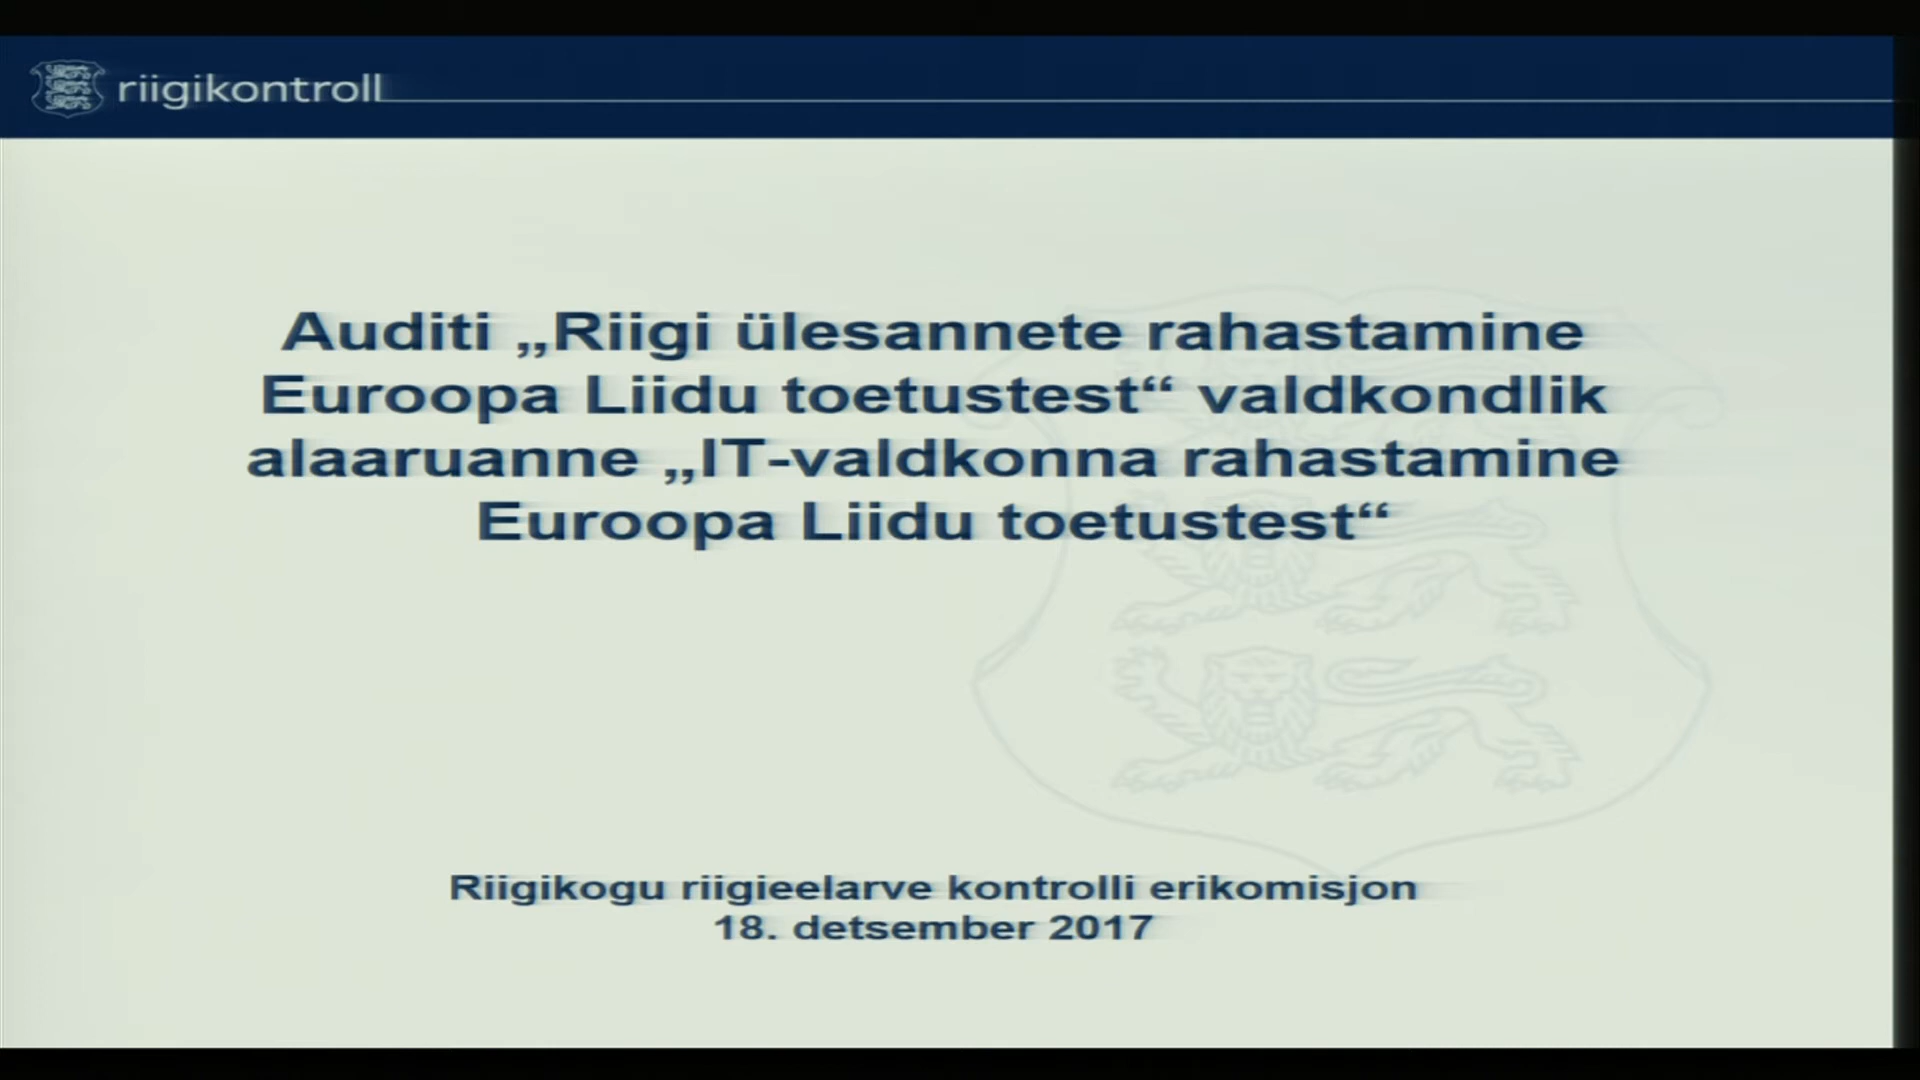 riigikontroll
Auditi „Riigi ülesannete rahastamine
Euroopa Liidu toetustest“ valdkondlik
alaaruanne „IT-valdkonna rahastamine
Euroopa Liidu toetustest“
Riigikogu riigieelarve kontrolli erikomisjon
18. detsember 2017